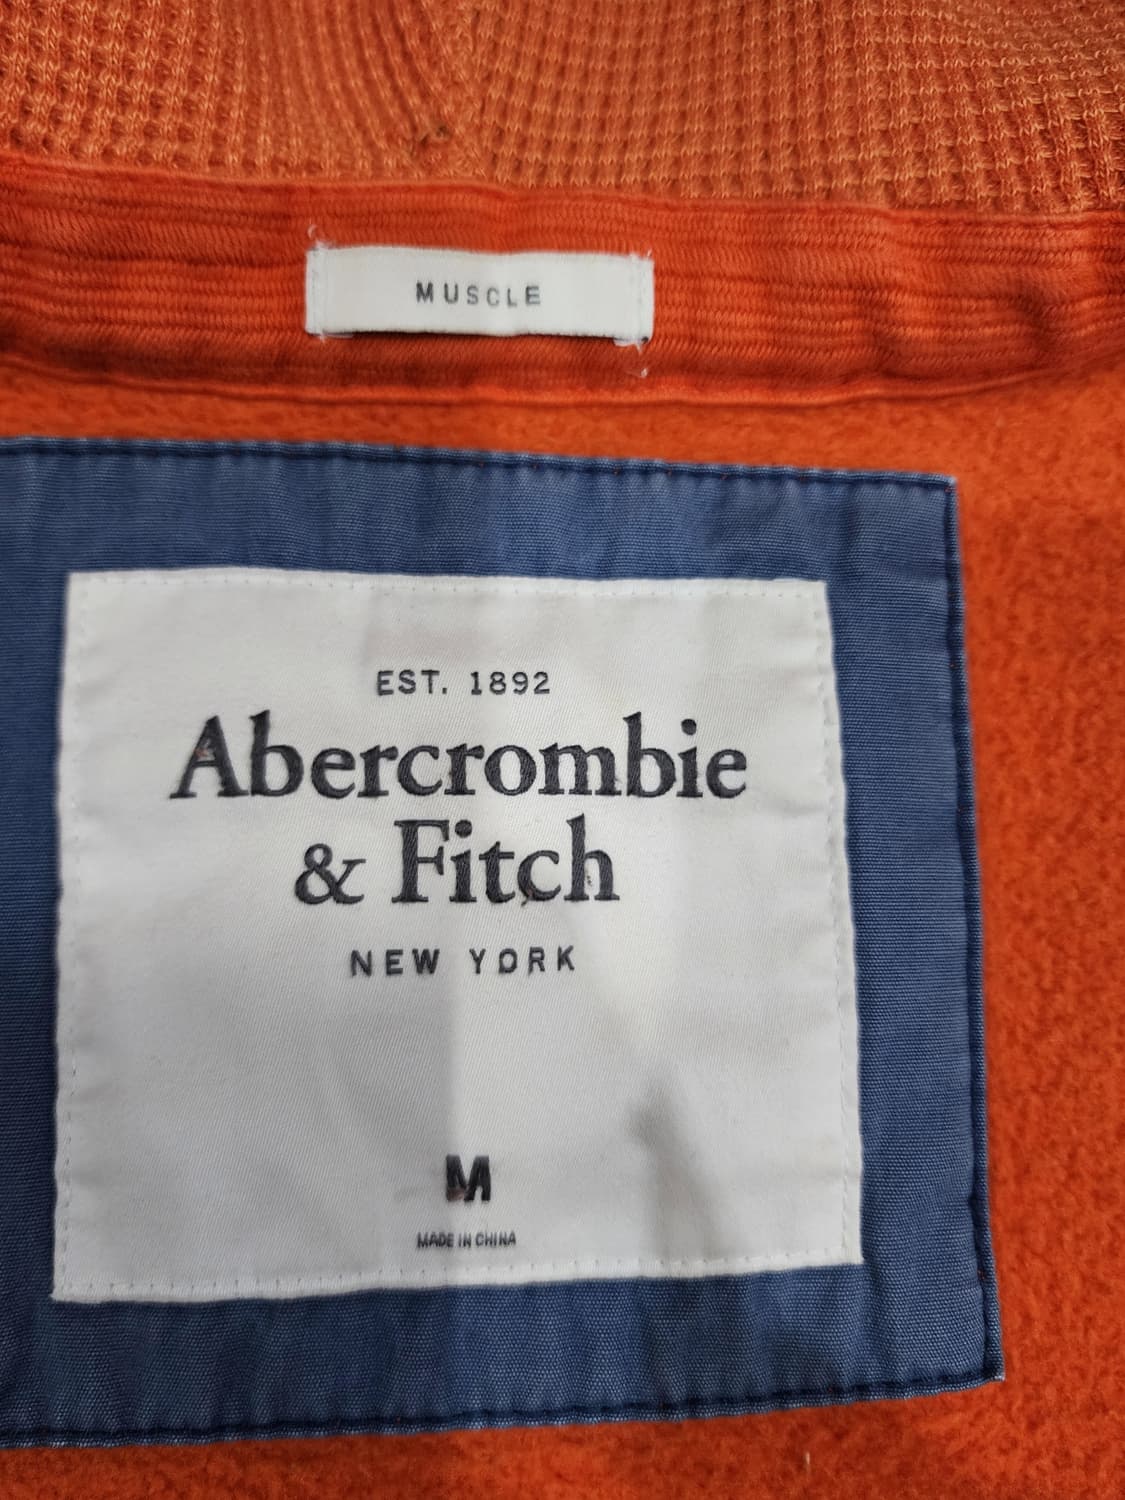 MUSCLE
EST. 1892
Abercrombie
& Fitch
NEW YORK
M
MADE IN CHINA